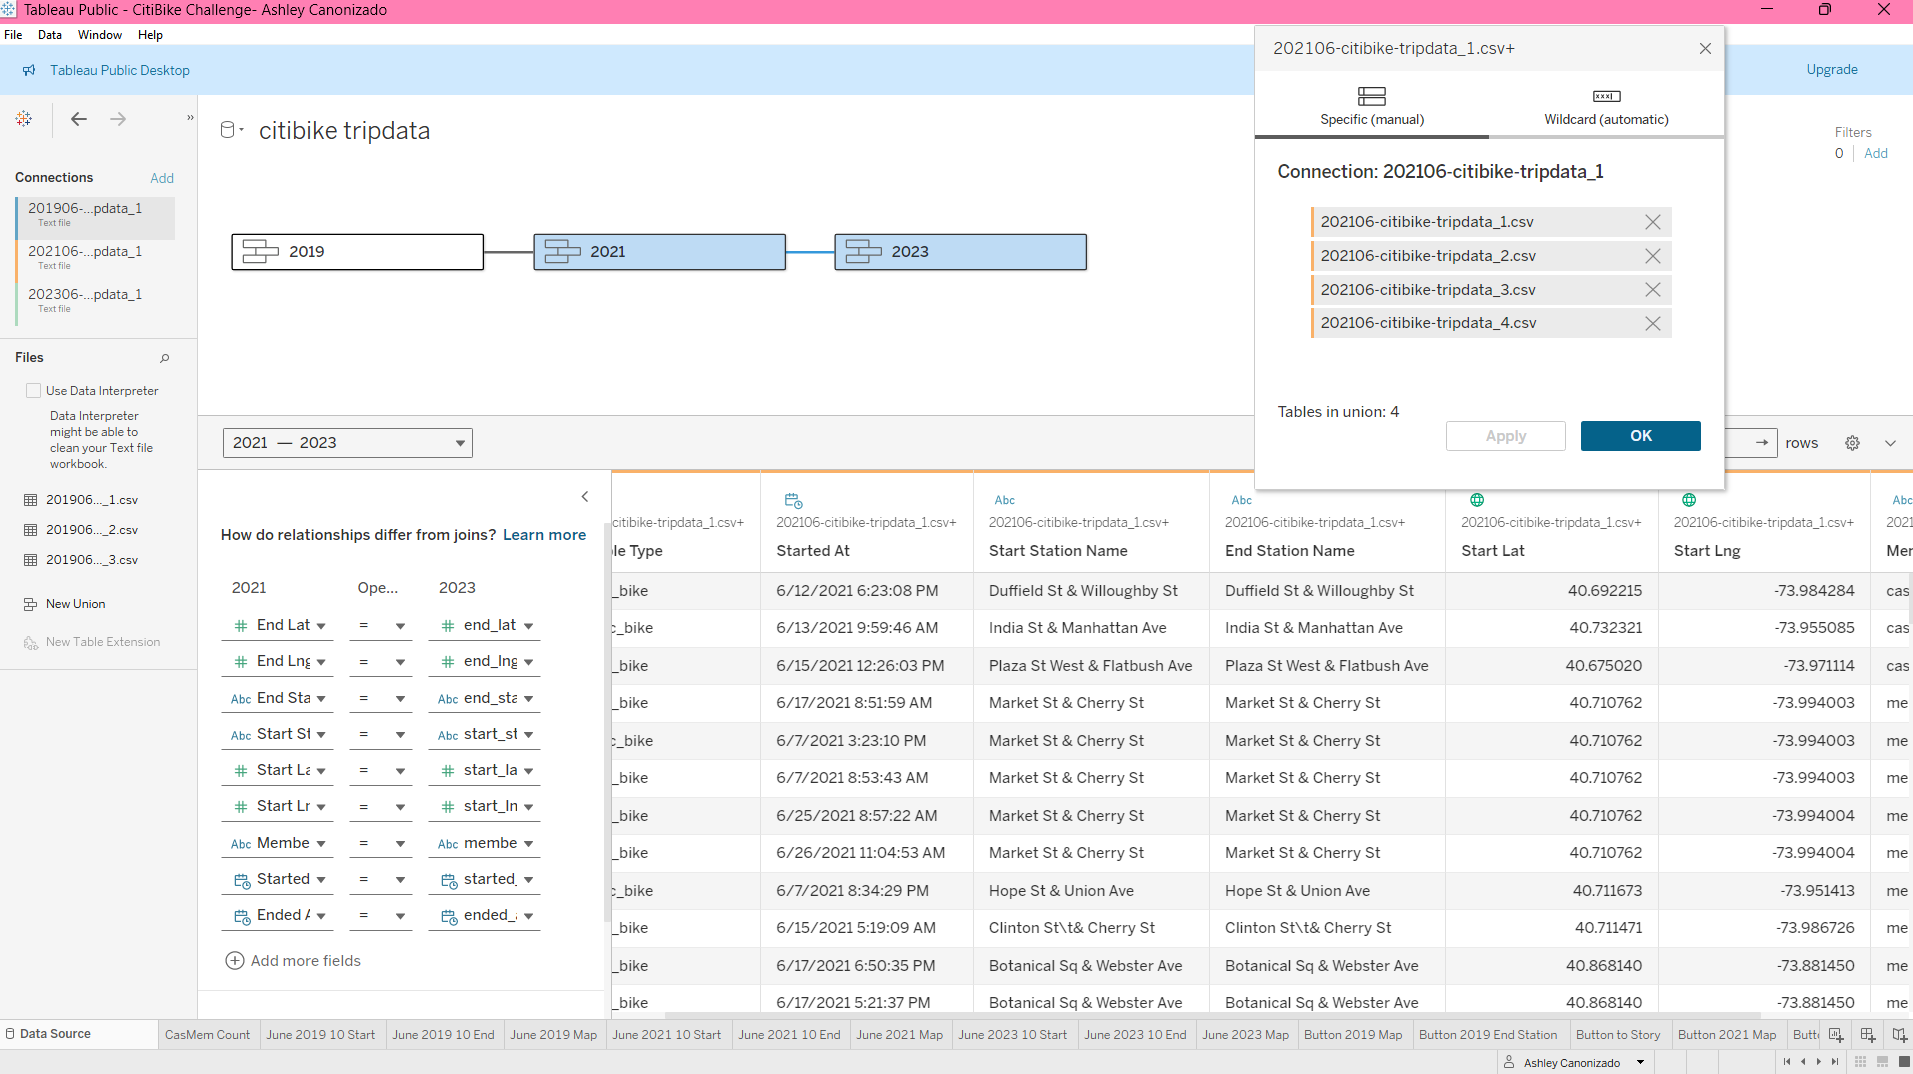 Tableau Public - CitiBike Challenge- Ashley Canonizado
File Data Window Help
Tableau Public Desktop
Upgrade
citibike tripdata
Connections Add
201906-...pdata_1
Text file
202106-...pdata_1
Text file
202306-...pdata_1
Text file
Files
Use Data Interpreter
Data Interpreter
might be able to
clean your Text file
workbook.
201906..._1.csv
201906..._2.csv
201906..._3.csv
New Union
New Table Extension
2019 2021 2023
Filters
0 Add
202106-citibike-tripdata_1.csv+
Specific (manual) Wildcard (automatic)
Connection: 202106-citibike-tripdata_1
202106-citibike-tripdata_1.csv
202106-citibike-tripdata_2.csv
202106-citibike-tripdata_3.csv
202106-citibike-tripdata_4.csv
Tables in union: 4
Apply OK
2021 — 2023
rows
How do relationships differ from joins? Learn more
2021 Ope... 2023
End Lat = end_lat
End Lng = end_lng
Abc End Sta = Abc end_sta
Abc Start St = Abc start_st
Start La = start_la
Start Lr = start_ln
Abc Membe = Abc membe
Started = started_
Ended A = ended_a
Add more fields
Abc Abc Abc
citibike-tripdata_1.csv+ 202106-citibike-tripdata_1.csv+ 202106-citibike-tripdata_1.csv+ 202106-citibike-tripdata_1.csv+ 202106-citibike-tripdata_1.csv+ 202106-citibike-tripdata_1.csv+ 2021
le Type Started At Start Station Name End Station Name Start Lat Start Lng Mer
_bike 6/12/2021 6:23:08 PM Duffield St & Willoughby St Duffield St & Willoughby St 40.692215 -73.984284 cas
c_bike 6/13/2021 9:59:46 AM India St & Manhattan Ave India St & Manhattan Ave 40.732321 -73.955085 cas
_bike 6/15/2021 12:26:03 PM Plaza St West & Flatbush Ave Plaza St West & Flatbush Ave 40.675020 -73.971114 cas
_bike 6/17/2021 8:51:59 AM Market St & Cherry St Market St & Cherry St 40.710762 -73.994003 me
c_bike 6/7/2021 3:23:10 PM Market St & Cherry St Market St & Cherry St 40.710762 -73.994003 me
_bike 6/7/2021 8:53:43 AM Market St & Cherry St Market St & Cherry St 40.710762 -73.994003 me
_bike 6/25/2021 8:57:22 AM Market St & Cherry St Market St & Cherry St 40.710762 -73.994004 me
_bike 6/26/2021 11:04:53 AM Market St & Cherry St Market St & Cherry St 40.710762 -73.994004 me
c_bike 6/7/2021 8:34:29 PM Hope St & Union Ave Hope St & Union Ave 40.711673 -73.951413 me
_bike 6/15/2021 5:19:09 AM Clinton St\t& Cherry St Clinton St\t& Cherry St 40.711471 -73.986726 me
_bike 6/17/2021 6:50:35 PM Botanical Sq & Webster Ave Botanical Sq & Webster Ave 40.868140 -73.881450 me
_bike 6/17/2021 5:21:37 PM Botanical Sq & Webster Ave Botanical Sq & Webster Ave 40.868140 -73.881450 me
Data Source CasMem Count June 2019 10 Start June 2019 10 End June 2019 Map June 2021 10 Start June 2021 10 End June 2021 Map June 2023 10 Start June 2023 10 End June 2023 Map Button 2019 Map Button 2019 End Station Button to Story Button 2021 Map Butt
Ashley Canonizado